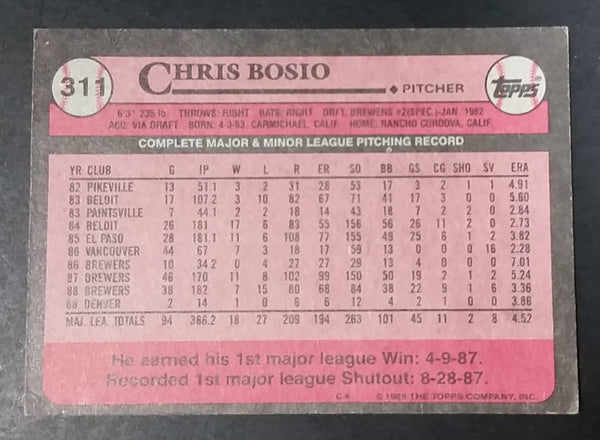 311
CHRIS BOSIO
PITCHER
Topps
6'3" 235 lb. THROWS: RIGHT BATS: RIGHT DRFT: BREWERS #2(SPEC.)-JAN. 1982
ACQ: VIA DRAFT BORN: 4-3-63, CARMICHAEL, CALIF. HOME: RANCHO CORDOVA, CALIF.
COMPLETE MAJOR & MINOR LEAGUE PITCHING RECORD
YR CLUB G IP W L R ER SO BB GS CG SHO SV ERA
82 PIKEVILLE 13 51.1 3 2 31 28 53 17 3 2 1 1 4.91
83 BELOIT 17 107.2 3 10 82 67 71 41 17 3 0 0 5.60
83 PAINTSVILLE 7 44.1 2 2 18 14 43 18 7 2 0 0 2.84
84 BELOIT 26 181 17 6 83 55 156 56 26 11 2 0 2.73
85 EL PASO 28 181.1 11 6 108 77 155 49 25 6 1 2 3.82
86 VANCOUVER 44 67 7 3 18 17 59 13 0 0 0 16 2.28
86 BREWERS 10 34.2 0 4 27 27 29 13 4 0 0 0 7.01
87 BREWERS 46 170 11 8 102 99 150 50 19 2 1 2 5.24
88 BREWERS 38 182 7 15 80 68 84 38 22 9 1 6 3.36
88 DENVER 2 14 1 0 6 6 12 4 2 1 0 0 3.86
MAJ. LEA. TOTALS 94 386.2 18 27 209 194 263 101 45 11 2 8 4.52
He earned his 1st major league Win: 4-9-87.
Recorded 1st major league Shutout: 8-28-87.
© 1989 THE TOPPS COMPANY, INC.